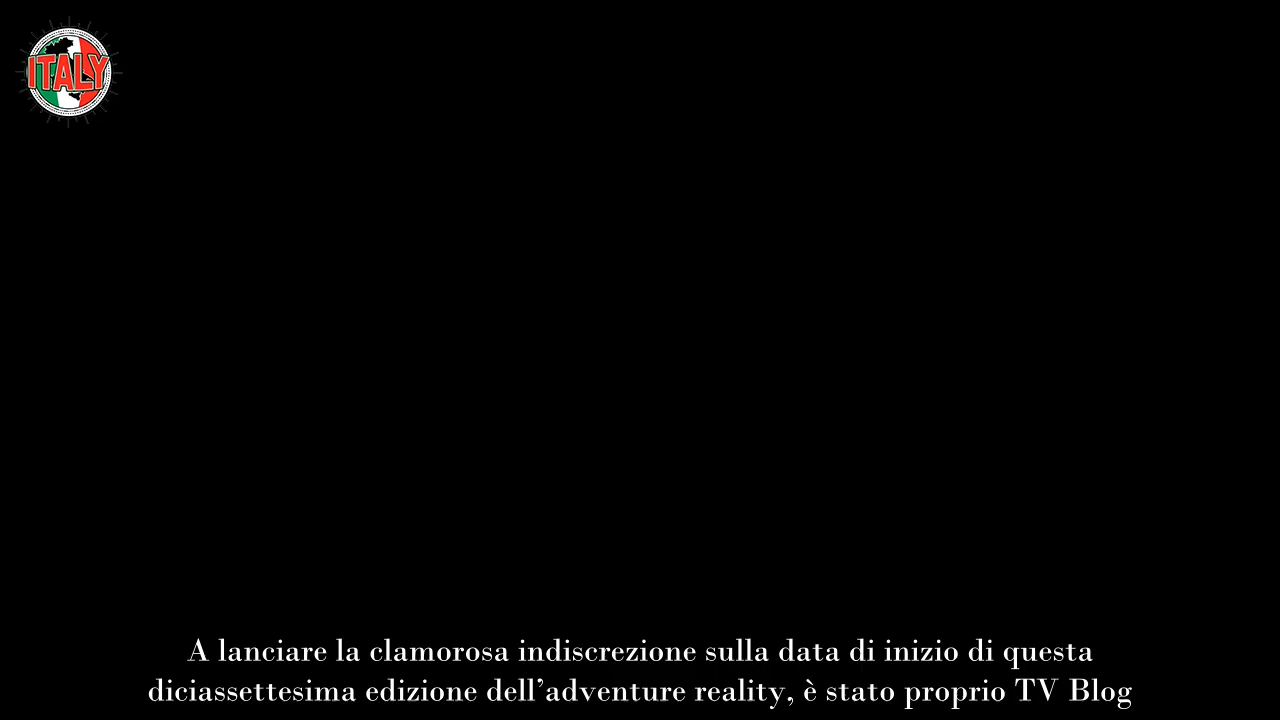 ITALY
A lanciare la clamorosa indiscrezione sulla data di inizio di questa
diciassettesima edizione dell’adventure reality, è stato proprio TV Blog